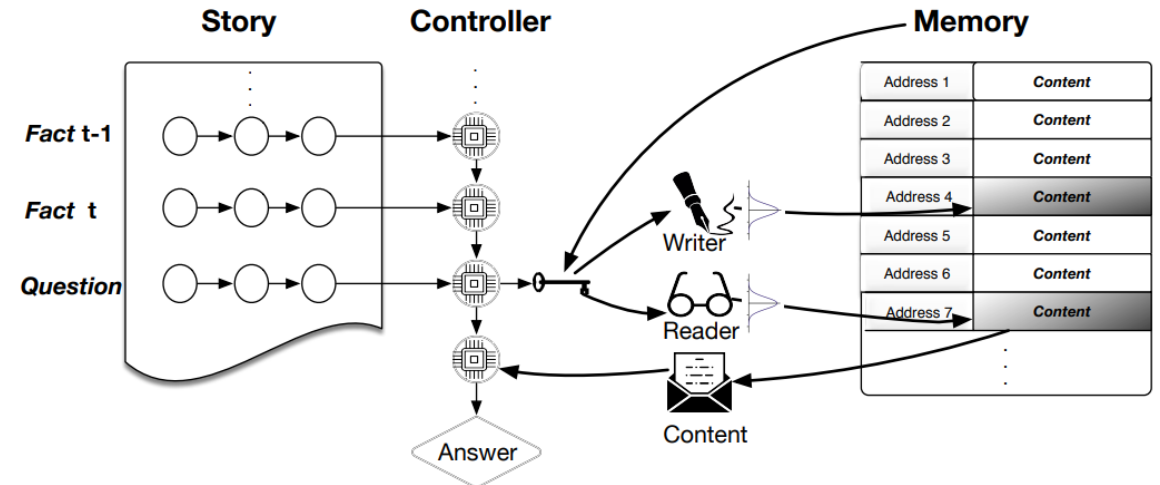 Story
Controller
Memory
Fact t-1
Fact t
Question
Writer
Reader
Content
Answer
Address 1 Content
Address 2 Content
Address 3 Content
Address 4 Content
Address 5 Content
Address 6 Content
Address 7 Content